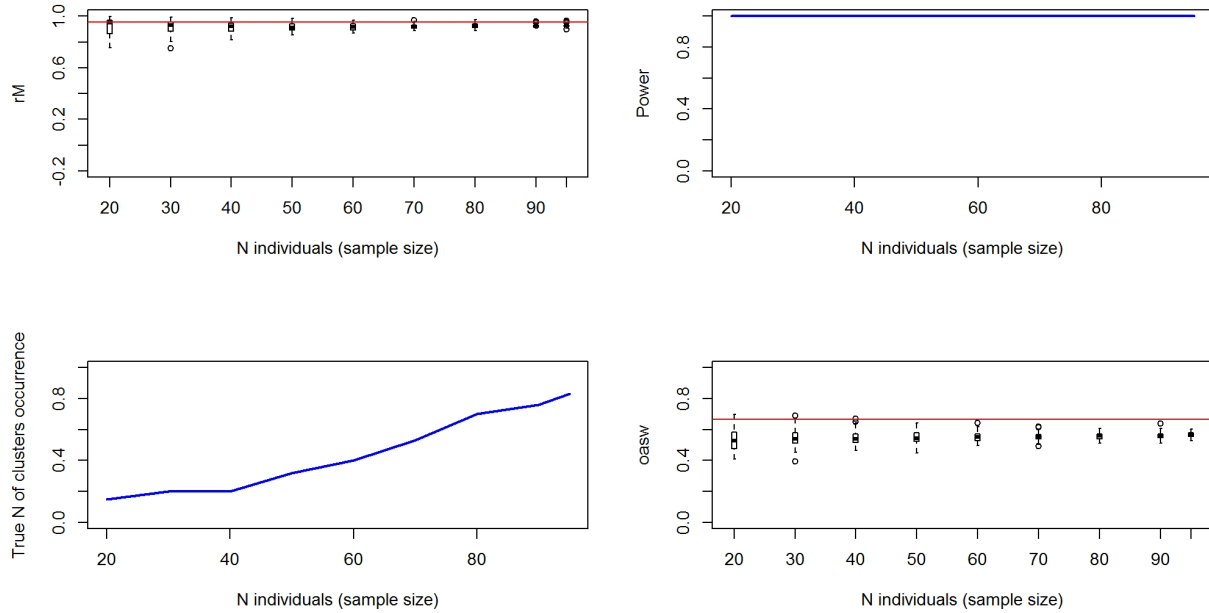 rM
-0.2
0.2
0.6
1.0
20 30 40 50 60 70 80 90
N individuals (sample size)
Power
0.0
0.4
0.8
20 40 60 80
N individuals (sample size)
True N of clusters occurrence
0.0
0.4
0.8
20 40 60 80
N individuals (sample size)
oasw
0.0
0.4
0.8
20 30 40 50 60 70 80 90
N individuals (sample size)